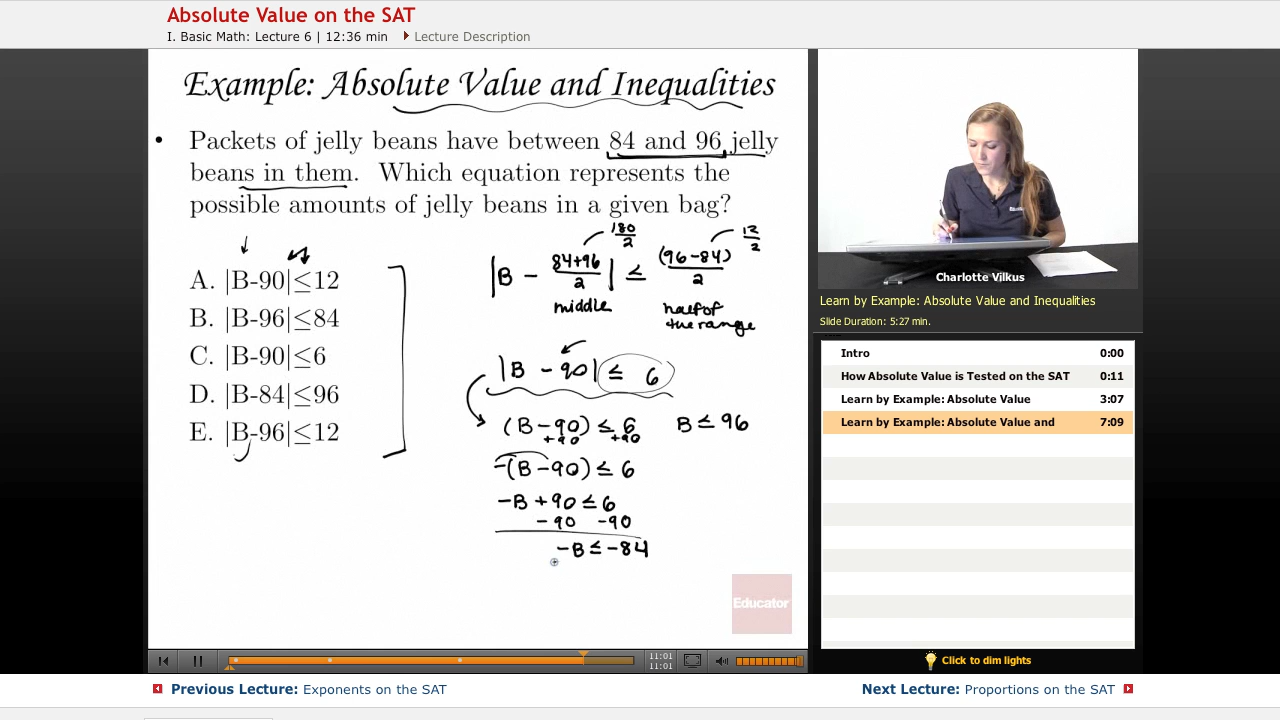 Absolute Value on the SAT
I. Basic Math: Lecture 6 | 12:36 min Lecture Description
Example: Absolute Value and Inequalities
• Packets of jelly beans have between 84 and 96 jelly
beans in them. Which equation represents the
possible amounts of jelly beans in a given bag?
A. |B-90|≤12
B. |B-96|≤84
C. |B-90|≤6
D. |B-84|≤96
E. |B-96|≤12
180/2 12/2
|B - (84+96)/2| ≤ (96-84)/2
middle half of
the range
|B - 90| ≤ 6
(B-90) ≤ 6 B ≤ 96
+90 +90
-(B-90) ≤ 6
-B +90 ≤ 6
-90 -90
-B ≤ -84
Educator
11:01
11:01
Charlotte Vilkus
Learn by Example: Absolute Value and Inequalities
Slide Duration: 5:27 min.
Intro 0:00
How Absolute Value is Tested on the SAT 0:11
Learn by Example: Absolute Value 3:07
Learn by Example: Absolute Value and 7:09
Click to dim lights
Previous Lecture: Exponents on the SAT
Next Lecture: Proportions on the SAT